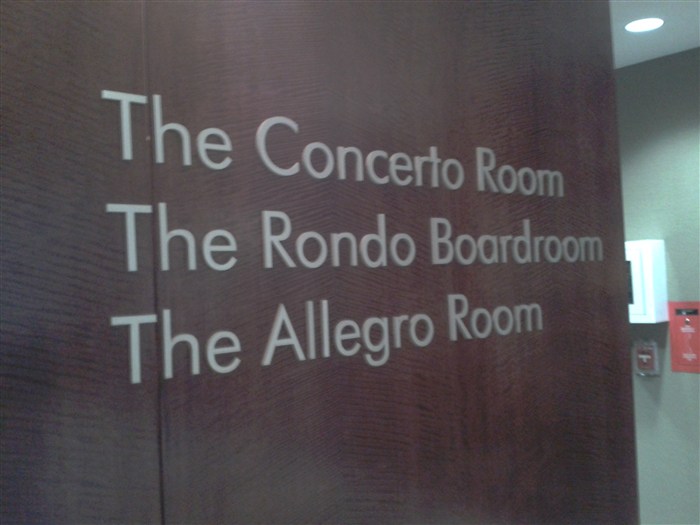 The Concerto Room
The Rondo Boardroom
The Allegro Room